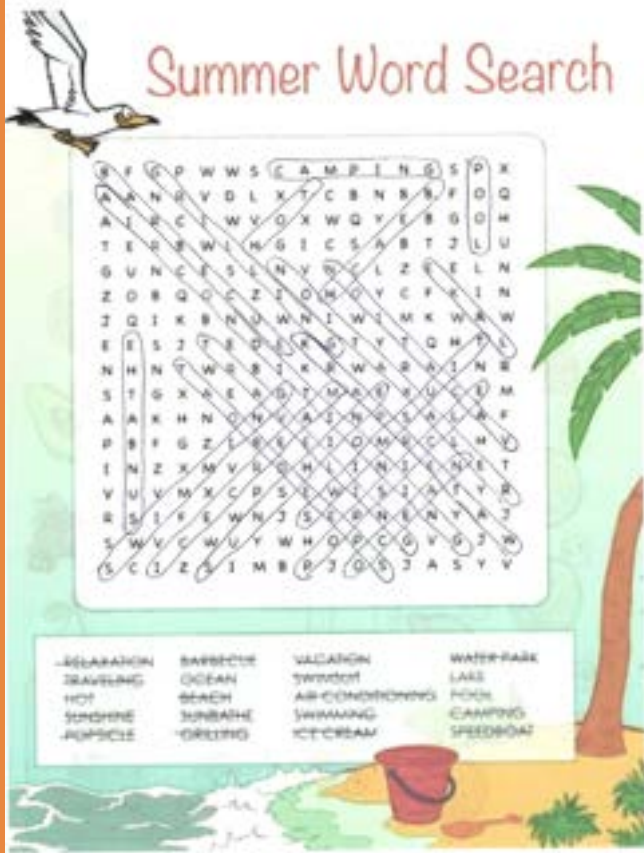 Summer Word Search
B F G P W W S C A M P I N G S P X
A A N R V D L X T C B N B B F O Q
A I R C I W V O X W Q Y E B G O H
T E R B W L H G I C S A B T J L U
G U N C E S L N V N C L Z E E L N
Z O B Q O C Z I O H O Y C F K I N
J Q I K B N U W N I W I M K W A W
E E S J T E D E K G T Y T Q H T L
N H N T W R B I K R W A R A I N R
S T G X A E A G T M A E K U C E M
A A K H N O N V A I N P S A L A F
P B F G Z I R E E I O M R C L H Y
I N Z X M V R O H L I N I E N E T
V U V M X C P S E W I S I A T Y R
R S I F E W N J S E P N E N Y A J
S W V C W U Y W H O P C G V G J W
S C I Z S I M B P J O S J A S Y V
RELAXATION BARBECUE VACATION WATER PARK
TRAVELING OCEAN SWIMSUIT LAKE
HOT BEACH AIR CONDITIONING POOL
SUNSHINE SUNBATHE SWIMMING CAMPING
POPSICLE GRILLING ICE CREAM SPEEDBOAT